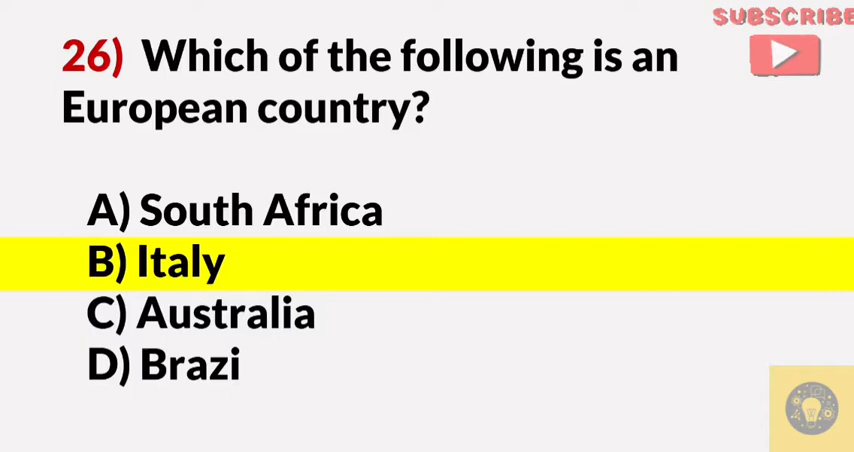 SUBSCRIBE
26) Which of the following is an
European country?
A) South Africa
B) Italy
C) Australia
D) Brazi